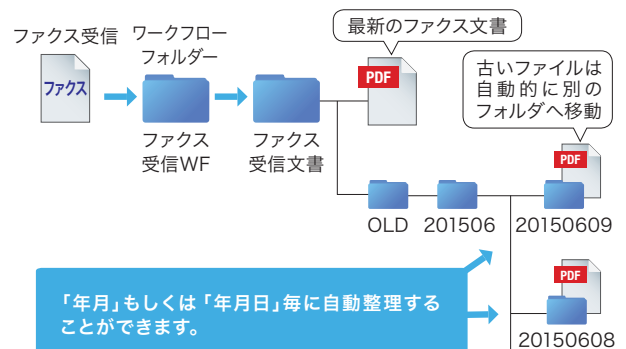 ファクス受信
ワークフロー
フォルダー
最新のファクス文書
ファクス
PDF
古いファイルは
自動的に別の
フォルダへ移動
ファクス
受信WF
ファクス
受信文書
PDF
OLD
201506
20150609
「年月」もしくは「年月日」毎に自動整理する
ことができます。
PDF
20150608